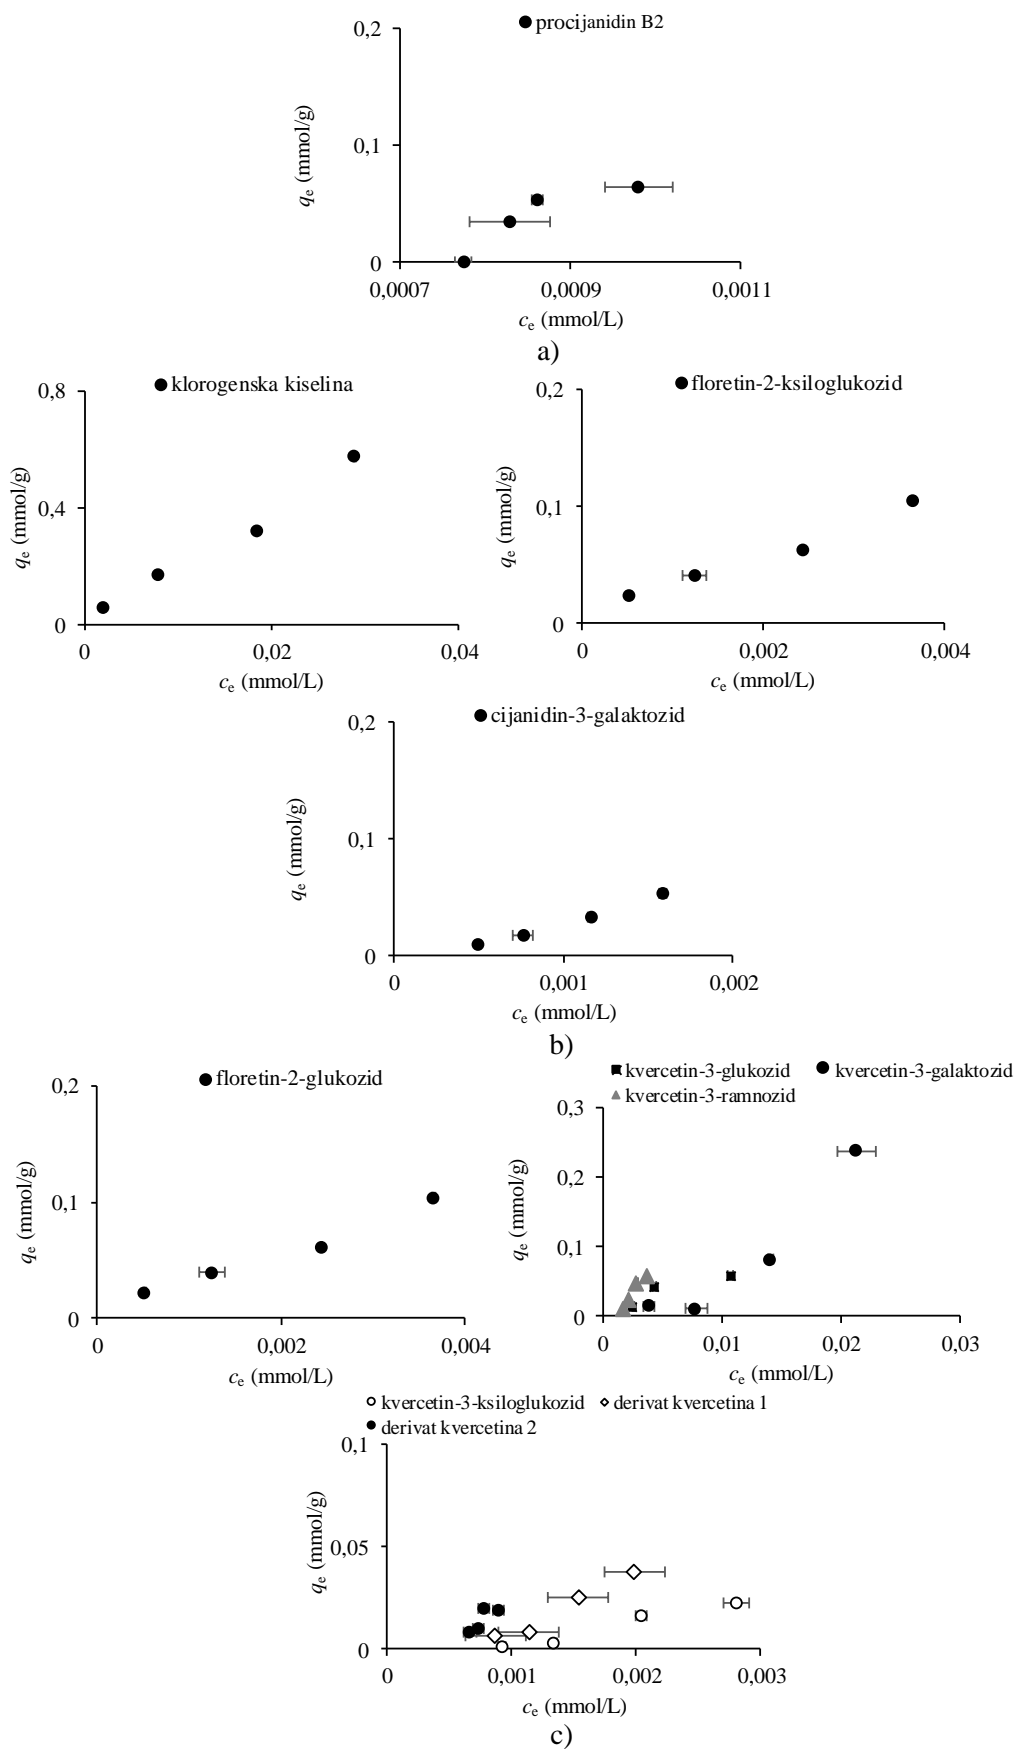 procijanidin B2
0,2
0,1
0
qe (mmol/g)
0,0007 0,0009 0,0011
ce (mmol/L)
a)
klorogenska kiselina
0,8
0,4
0
qe (mmol/g)
0 0,02 0,04
ce (mmol/L)
floretin-2-ksiloglukozid
0,2
0,1
0
qe (mmol/g)
0 0,002 0,004
ce (mmol/L)
cijanidin-3-galaktozid
0,2
0,1
0
qe (mmol/g)
0 0,001 0,002
ce (mmol/L)
b)
floretin-2-glukozid
0,2
0,1
0
qe (mmol/g)
0 0,002 0,004
ce (mmol/L)
kvercetin-3-glukozid kvercetin-3-galaktozid
kvercetin-3-ramnozid
0,3
0,2
0,1
0
qe (mmol/g)
0 0,01 0,02 0,03
ce (mmol/L)
kvercetin-3-ksiloglukozid derivat kvercetina 1
derivat kvercetina 2
0,1
0,05
0
qe (mmol/g)
0 0,001 0,002 0,003
ce (mmol/L)
c)